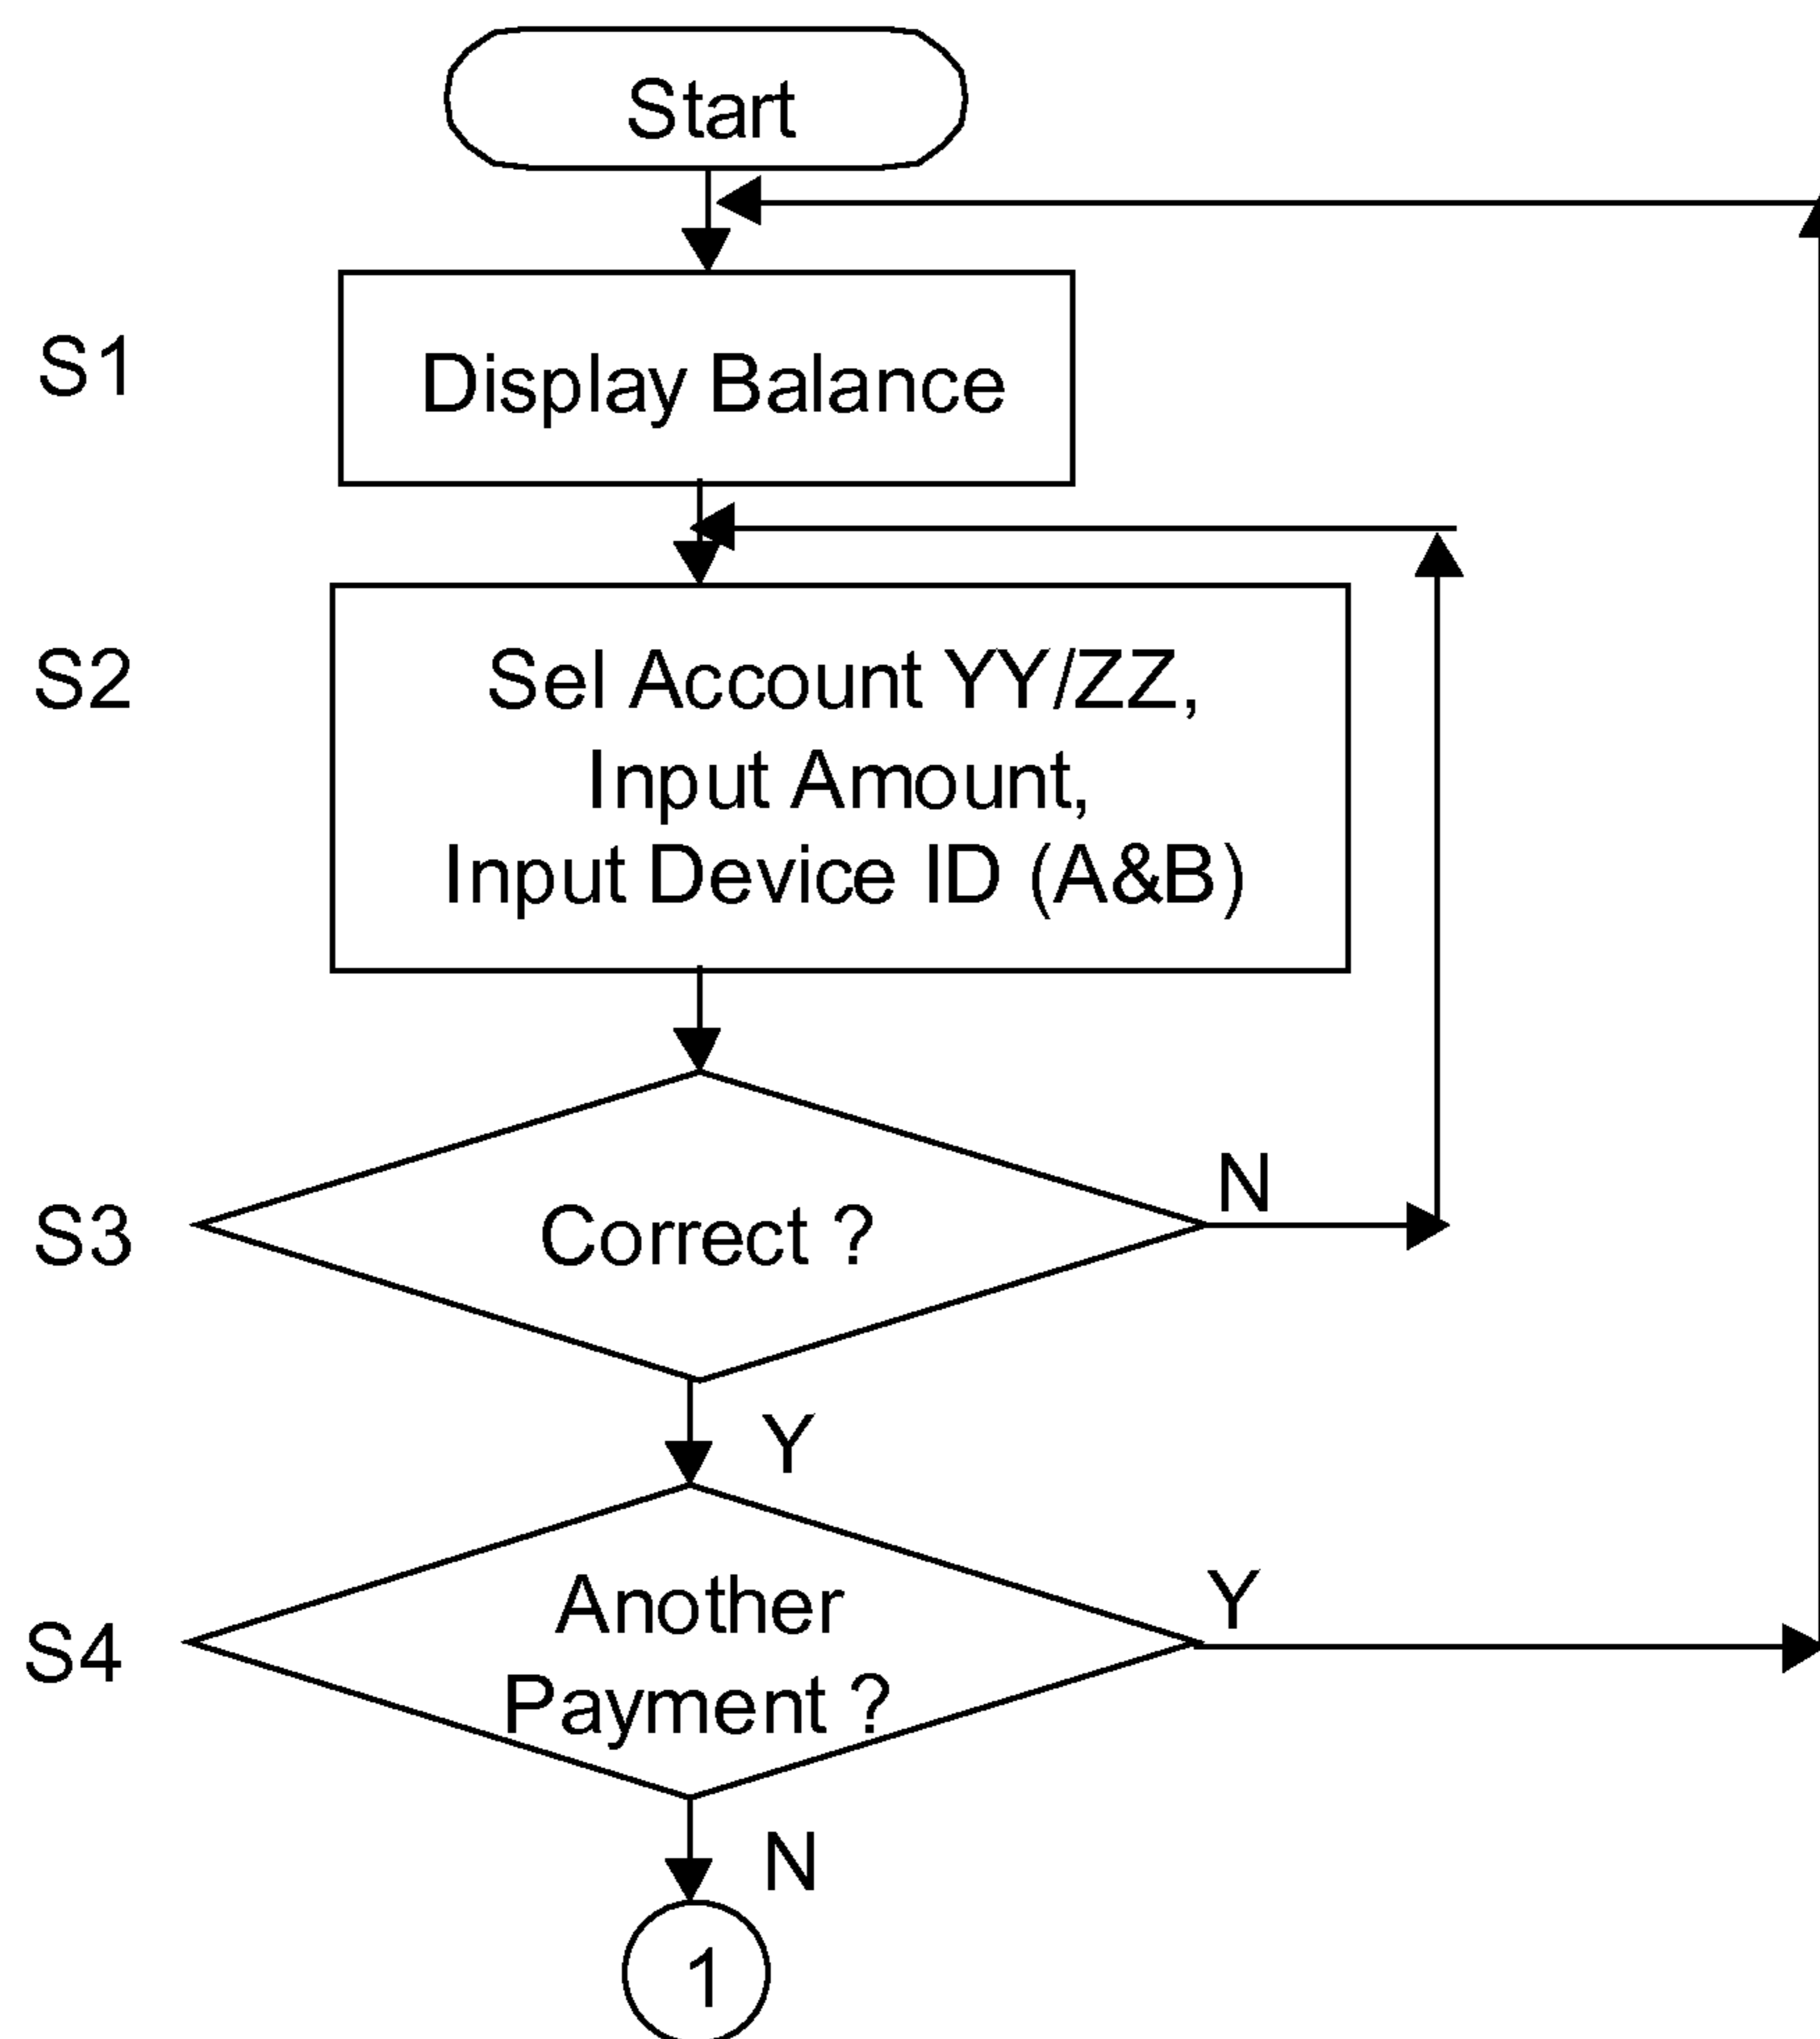 Start
S1
Display Balance
S2
Sel Account YY/ZZ,
Input Amount,
Input Device ID (A&B)
S3
Correct ?
N
Y
S4
Another
Payment ?
Y
N
1